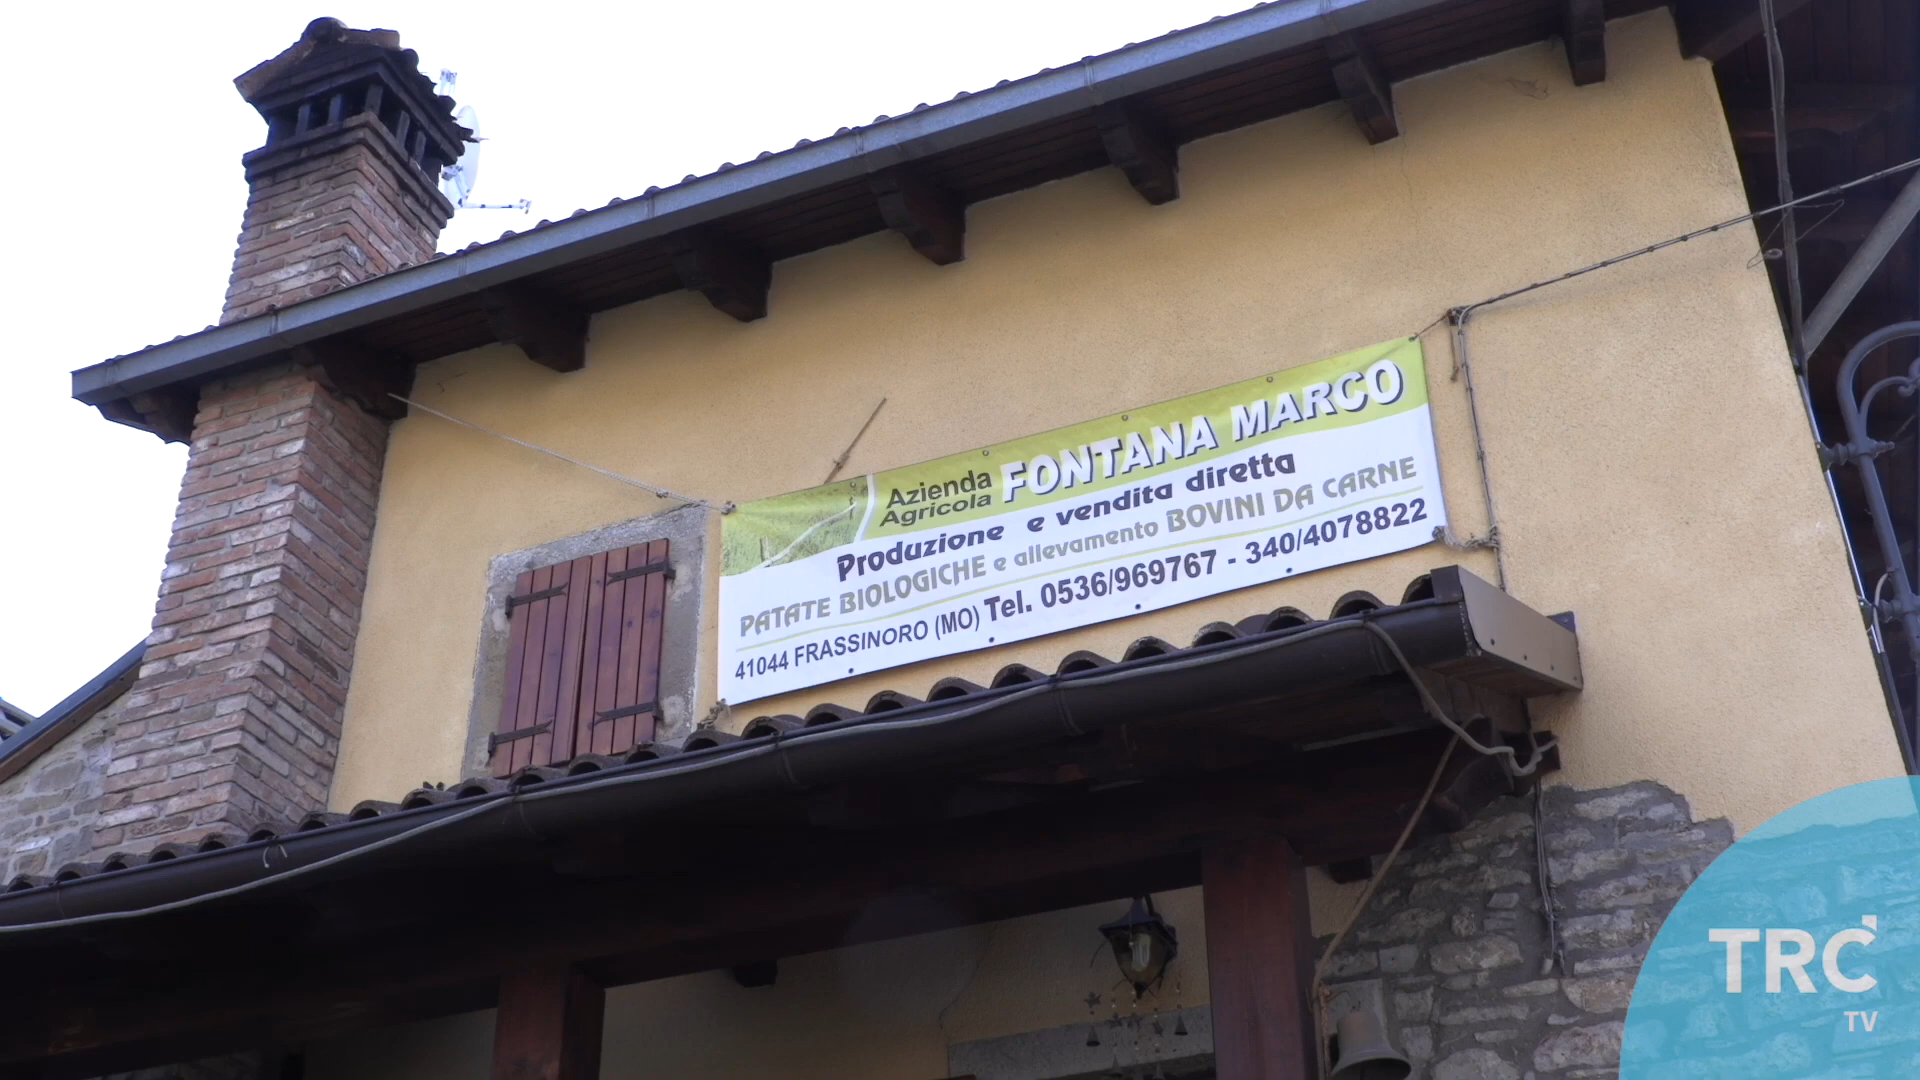 Azienda
Agricola FONTANA MARCO
Produzione e vendita diretta
PATATE BIOLOGICHE e allevamento BOVINI DA CARNE
41044 FRASSINORO (MO) Tel. 0536/969767 - 340/4078822
TRC
TV